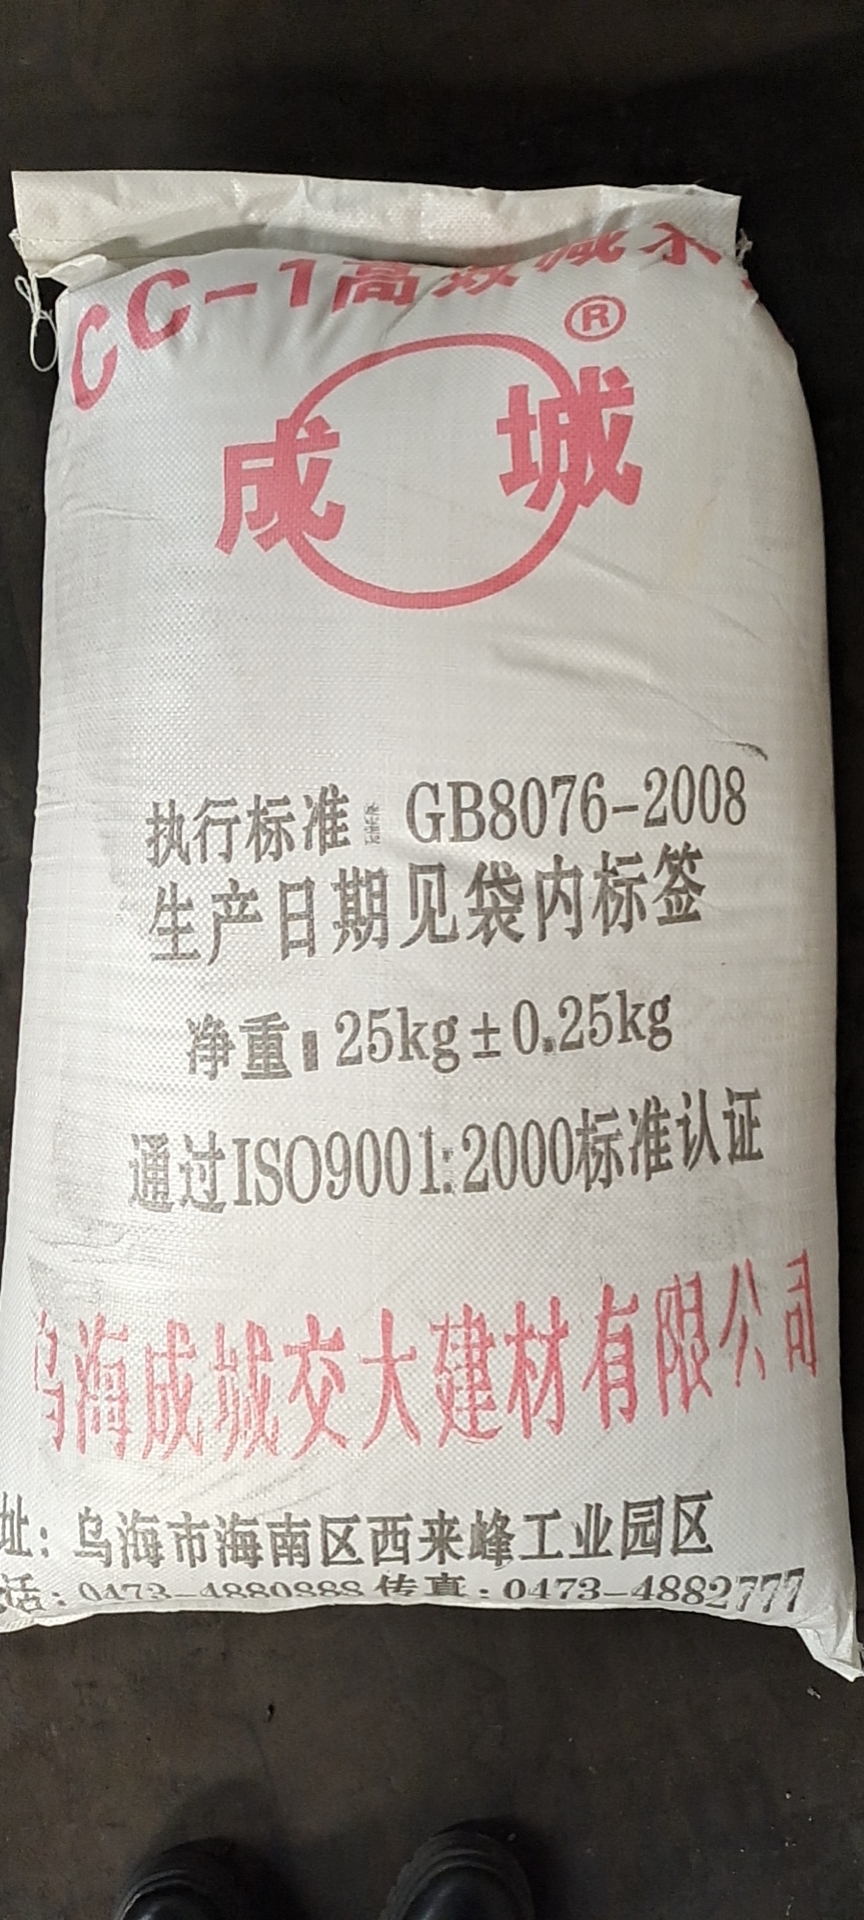 CC-1高效减水
®
成城
执行标准: GB8076-2008
生产日期见袋内标签
净重: 25kg±0.25kg
通过ISO9001:2000标准认证
乌海成城交大建材有限公司
址: 乌海市海南区西来峰工业园区
话: 0473-4880888 传真: 0473-4882777